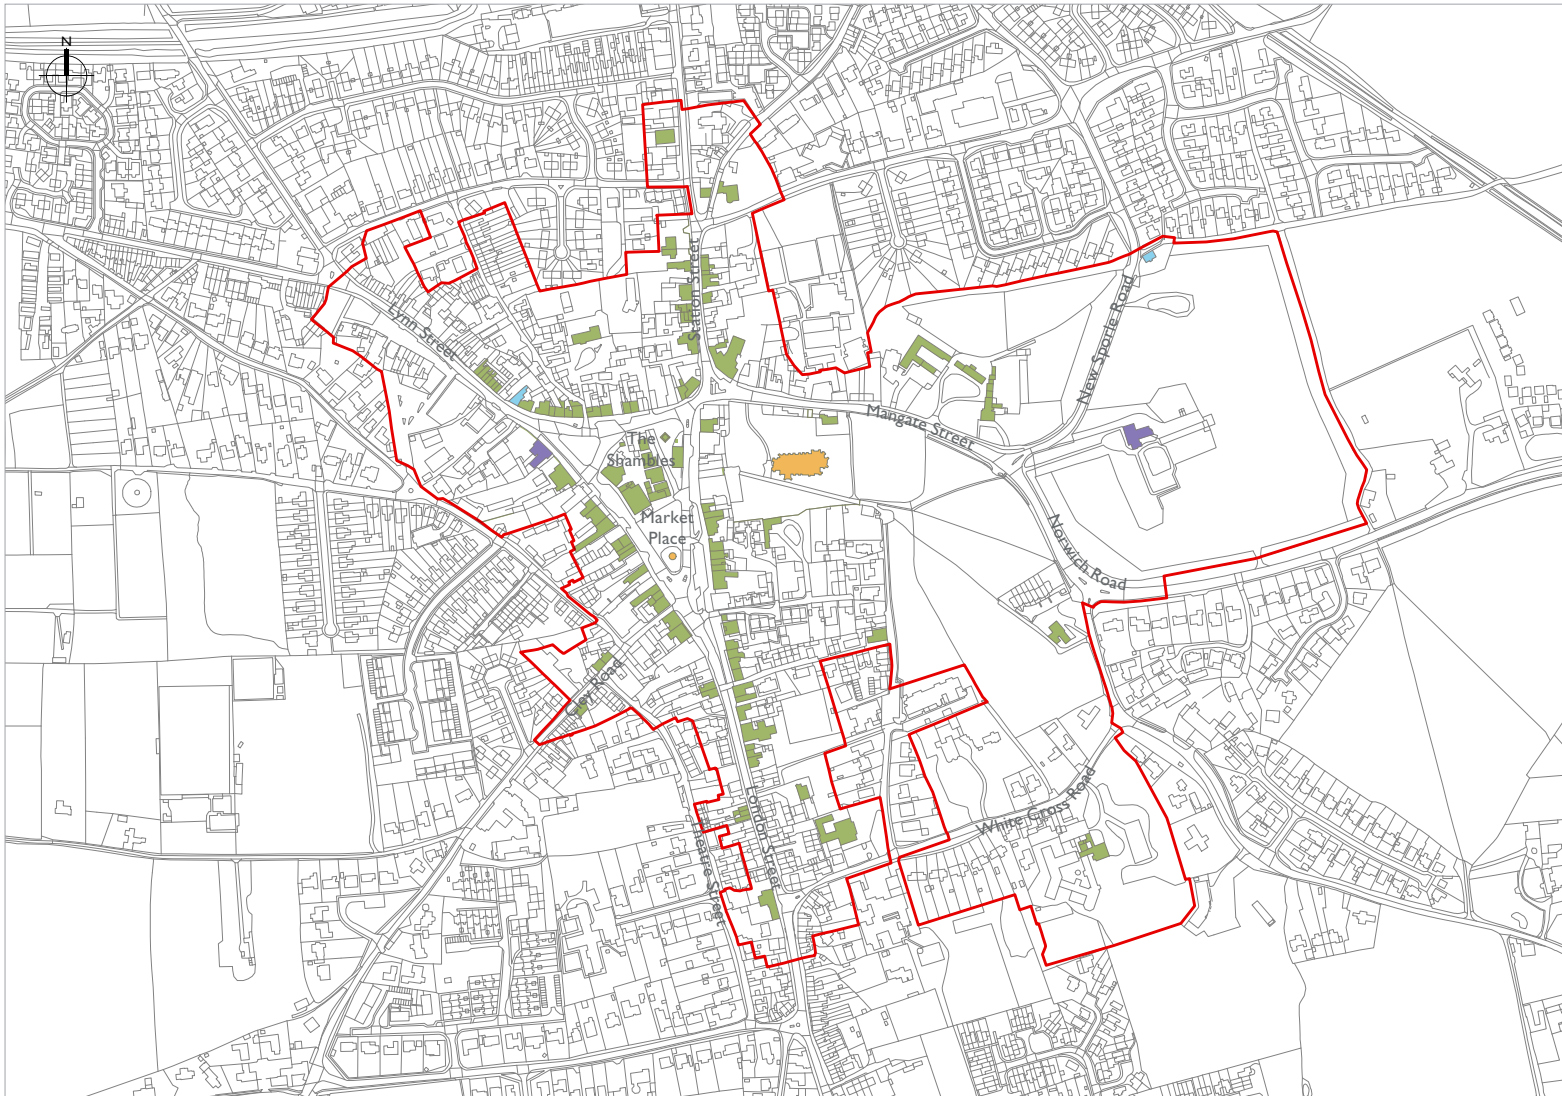 N
Station Street
Lynn Street
New Sporle Road
Mangate Street
The
Shambles
Market
Place
Norwich Road
Cley Road
White Cross Road
London Street
Theatre Street